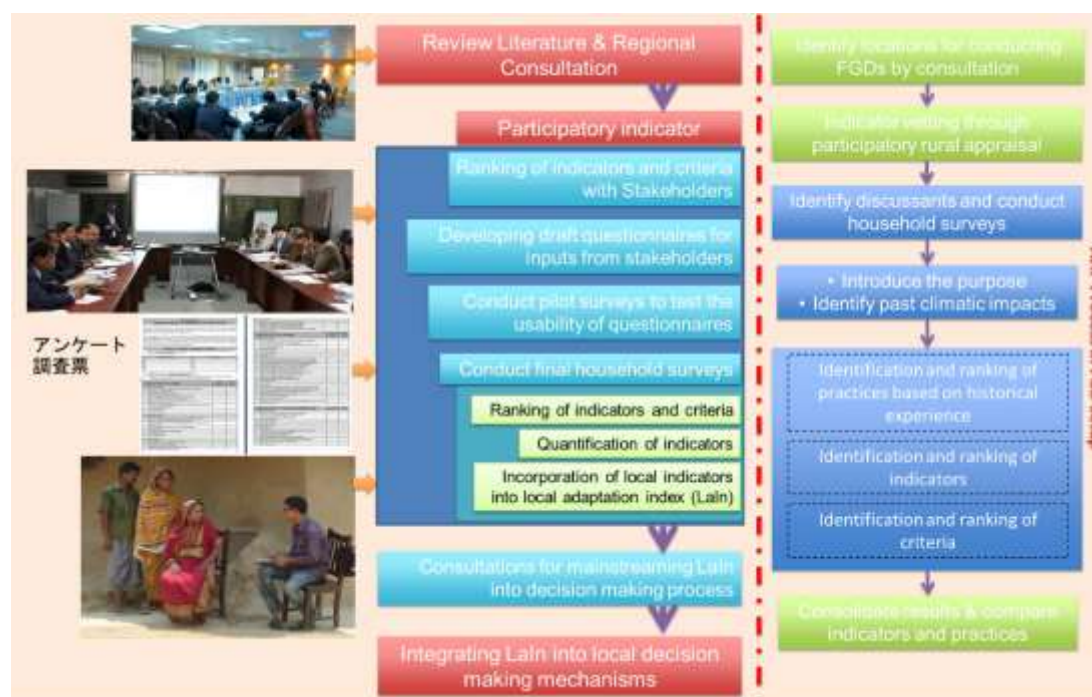 Review Literature & Regional
Consultation
Participatory indicator
Ranking of indicators and criteria
with Stakeholders
Developing draft questionnaires for
inputs from stakeholders
Conduct pilot surveys to test the
usability of questionnaires
Conduct final household surveys
Ranking of indicators and criteria
Quantification of indicators
Incorporation of local indicators
into local adaptation index (LaIn)
Consultations for mainstreaming LaIn
into decision making process
Integrating LaIn into local decision
making mechanisms
アンケート
調査票
Identify locations for conducting
FGDs by consultation
Indicator vetting through
participatory rural appraisal
Identify discussants and conduct
household surveys
• Introduce the purpose
• Identify past climatic impacts
Identification and ranking of
practices based on historical
experience
Identification and ranking of
indicators
Identification and ranking of
criteria
Consolidate results & compare
indicators and practices